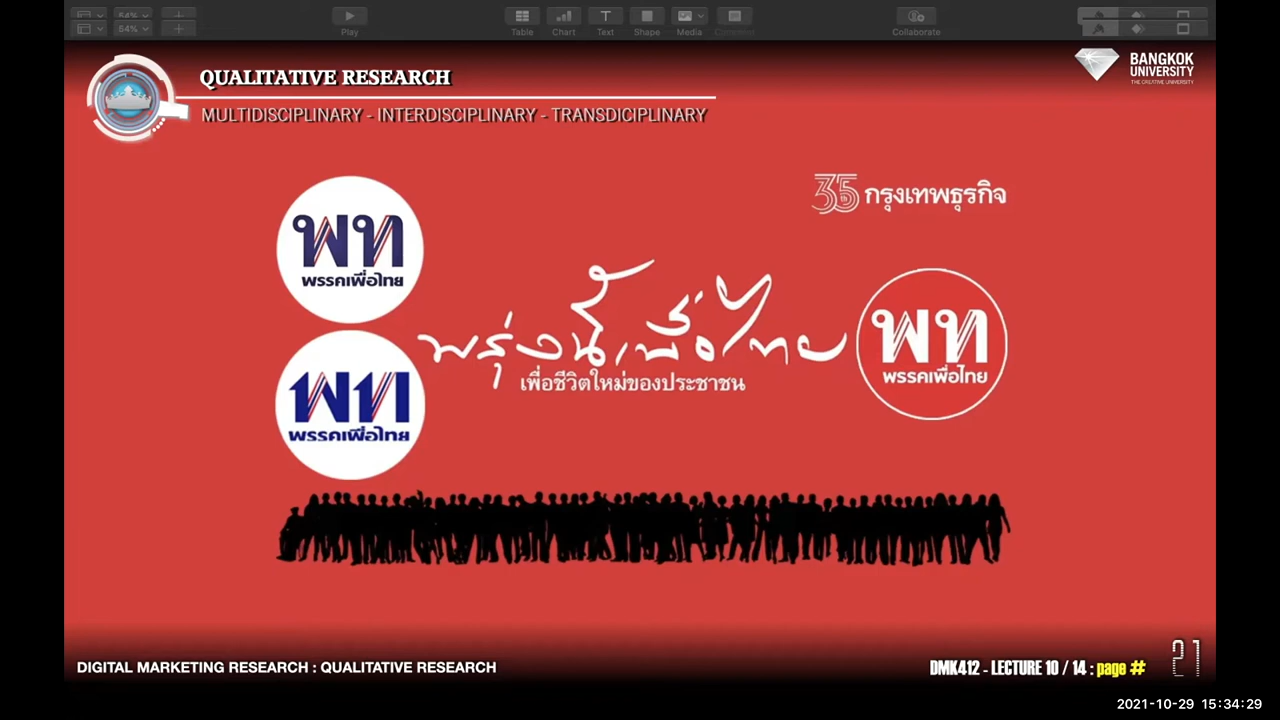 54%
54%
Play
Table
Chart
Text
Shape
Media
Collaborate
QUALITATIVE RESEARCH
MULTIDISCIPLINARY - INTERDISCIPLINARY - TRANSDICIPLINARY
BANGKOK
UNIVERSITY
THE CREATIVE UNIVERSITY
35 กรุงเทพธุรกิจ
พท
พรรคเพื่อไทย
พรุ่งนี้เพื่อไทย
เพื่อชีวิตใหม่ของประชาชน
พท
พรรคเพื่อไทย
พท
พรรคเพื่อไทย
DIGITAL MARKETING RESEARCH : QUALITATIVE RESEARCH
DMK412 - LECTURE 10 / 14 : page #
21
2021-10-29 15:34:29